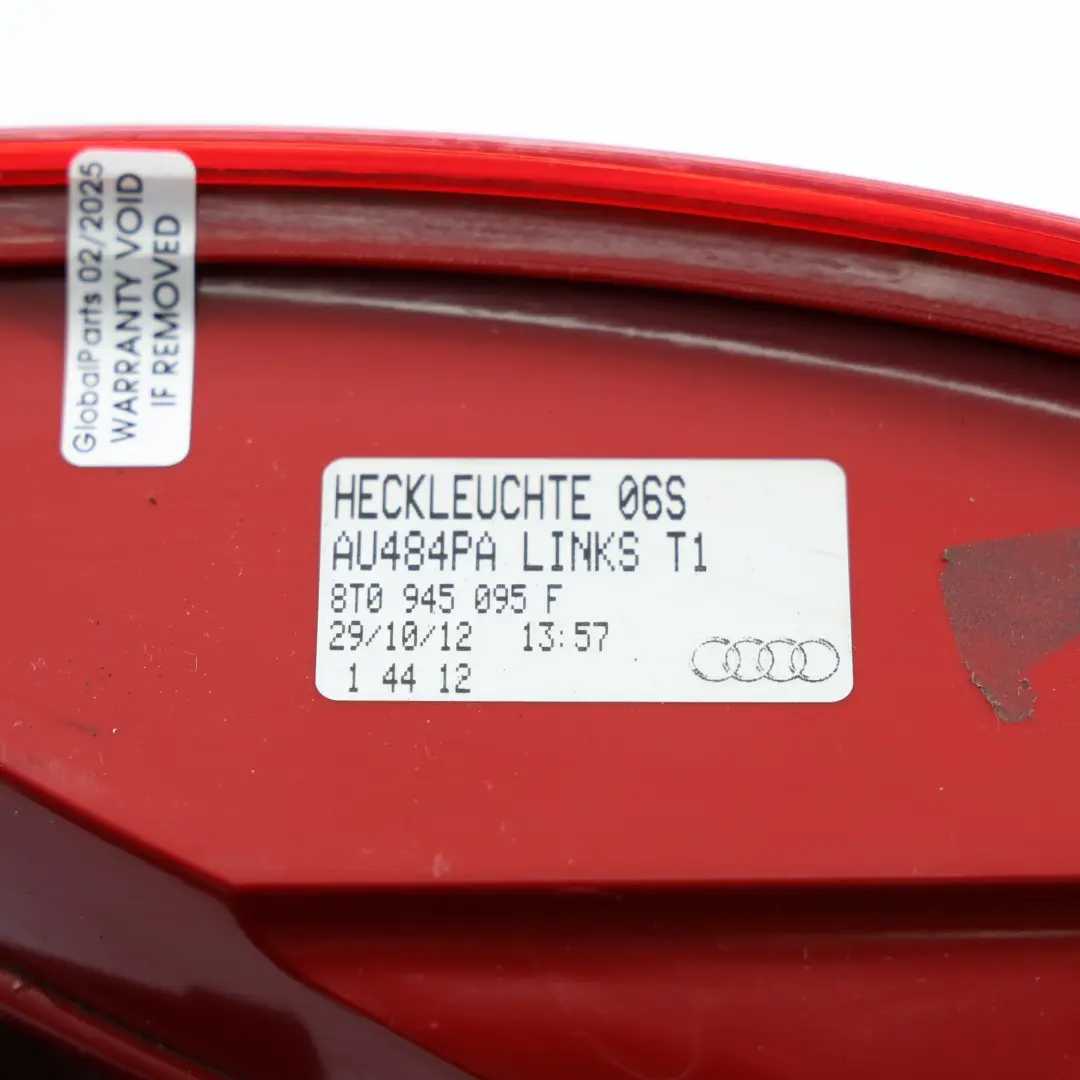 GlobalParts 02/2025
WARRANTY VOID
IF REMOVED
HECKLEUCHTE 06S
AU484PA LINKS T1
8T0 945 095 F
29/10/12 13:57
1 44 12